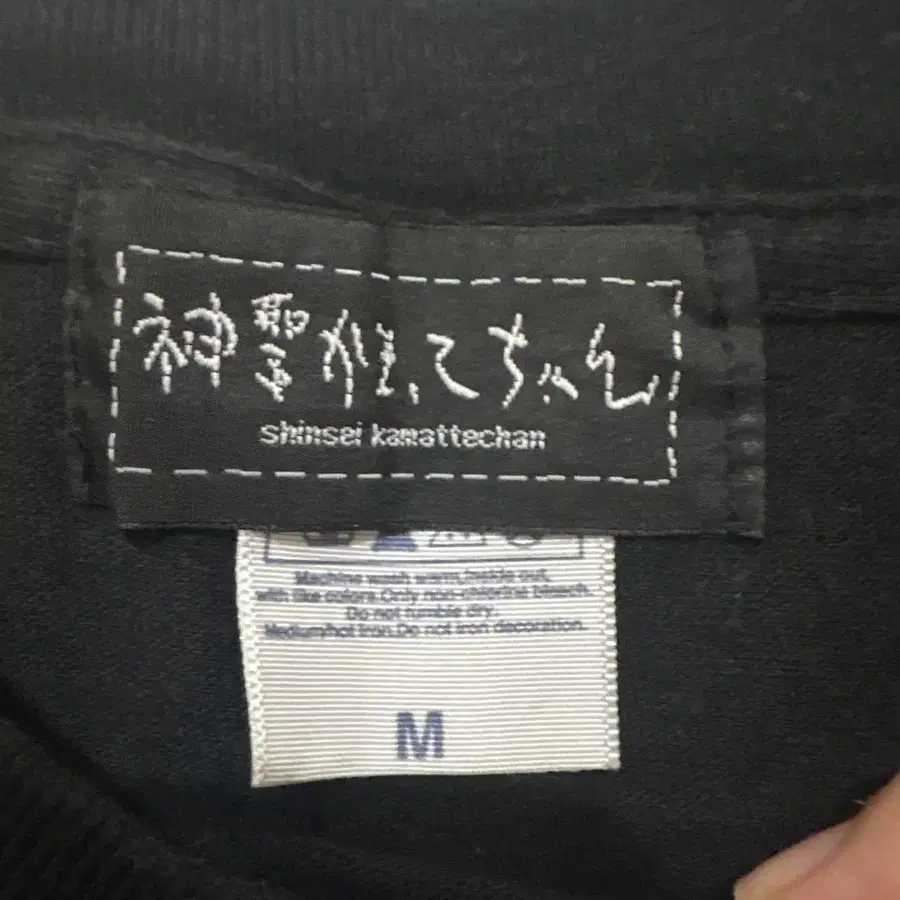 神聖かまってちゃん
shinsei kamattechan
Machine wash warm,inside out,
with like colors.Only non-chlorine bleach.
Do not tumble dry.
Medium/hot iron.Do not iron decoration.
M